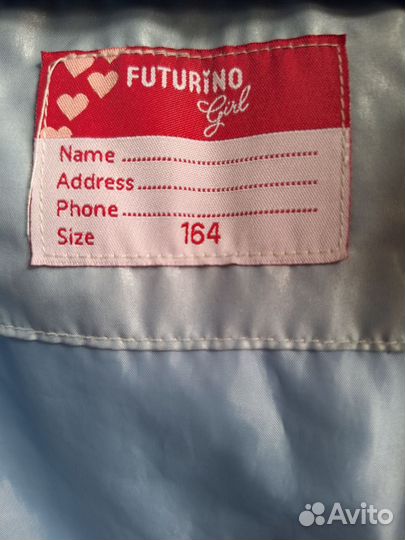 FUTURINO
Girl
Name
Address
Phone
Size 164
Avito